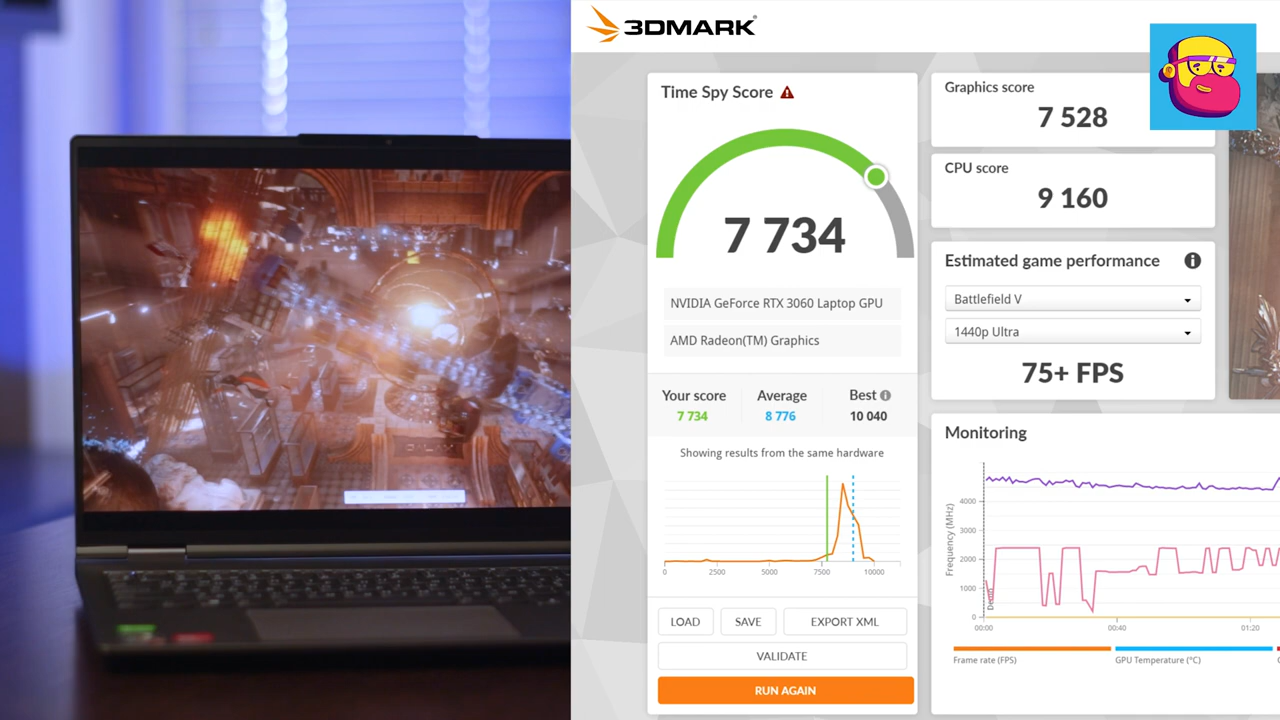 3DMARK
Time Spy Score
7 734
NVIDIA GeForce RTX 3060 Laptop GPU
AMD Radeon(TM) Graphics
Your score
Average
Best
7 734
8 776
10 040
Showing results from the same hardware
0
2500
5000
7500
10000
LOAD
SAVE
EXPORT XML
VALIDATE
RUN AGAIN
Graphics score
7 528
CPU score
9 160
Estimated game performance
Battlefield V
1440p Ultra
75+ FPS
Monitoring
Frequency (MHz)
4000
3000
2000
1000
0
00:00
00:40
01:20
Frame rate (FPS)
GPU Temperature (°C)